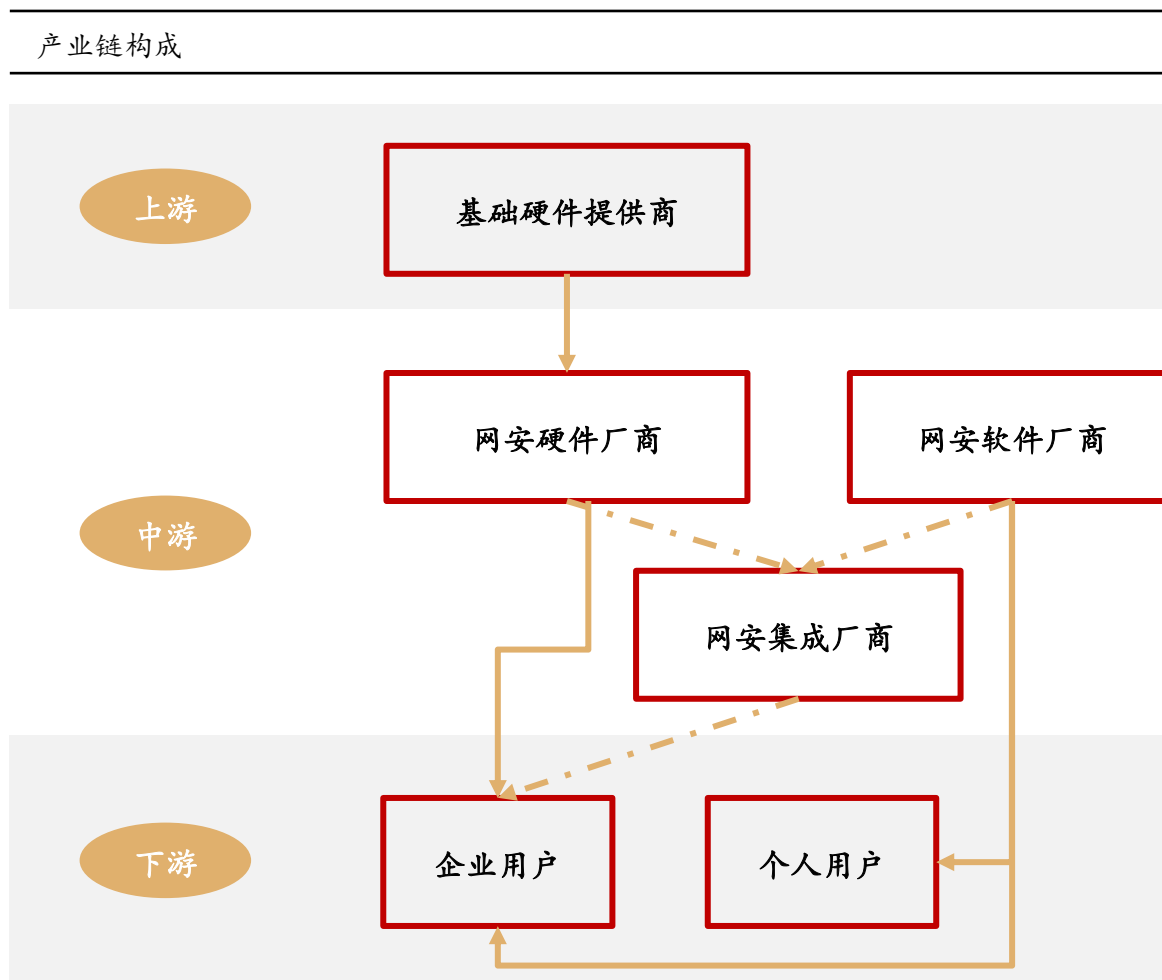 产业链构成
上游
基础硬件提供商
网安硬件厂商
网安软件厂商
中游
网安集成厂商
下游
企业用户
个人用户